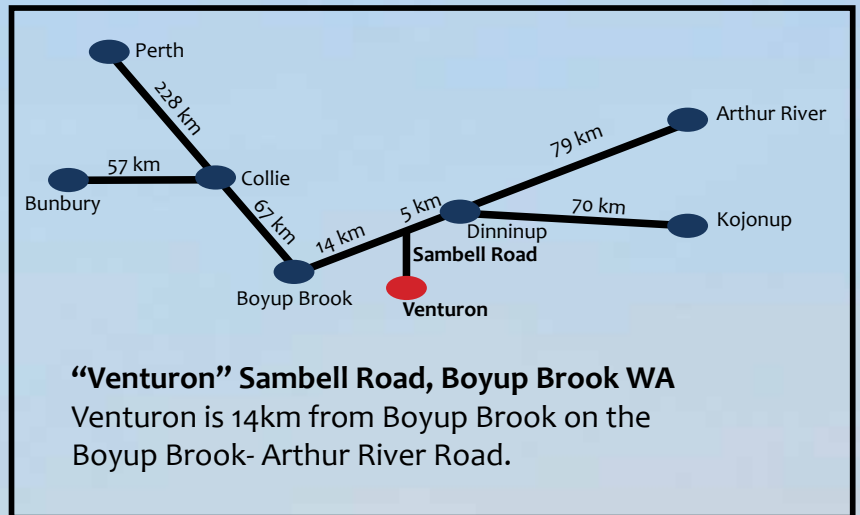 Perth
228 km
Arthur River
79 km
57 km
Collie
Bunbury
67 km
5 km
70 km
Kojonup
14 km
Dinninup
Sambell Road
Boyup Brook
Venturon
“Venturon” Sambell Road, Boyup Brook WA
Venturon is 14km from Boyup Brook on the
Boyup Brook- Arthur River Road.